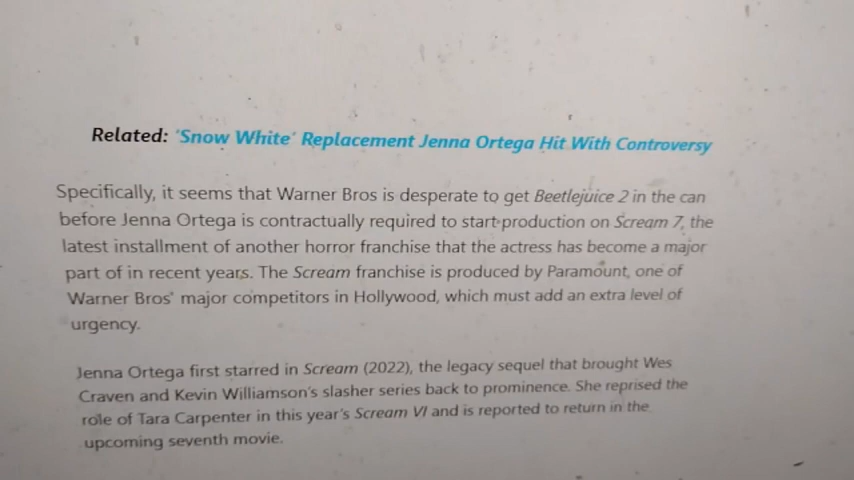 Related: 'Snow White' Replacement Jenna Ortega Hit With Controversy
Specifically, it seems that Warner Bros is desperate to get Beetlejuice 2 in the can
before Jenna Ortega is contractually required to start production on Scream 7, the
latest installment of another horror franchise that the actress has become a major
part of in recent years. The Scream franchise is produced by Paramount, one of
Warner Bros' major competitors in Hollywood, which must add an extra level of
urgency.
Jenna Ortega first starred in Scream (2022), the legacy sequel that brought Wes
Craven and Kevin Williamson's slasher series back to prominence. She reprised the
role of Tara Carpenter in this year's Scream VI and is reported to return in the
upcoming seventh movie.